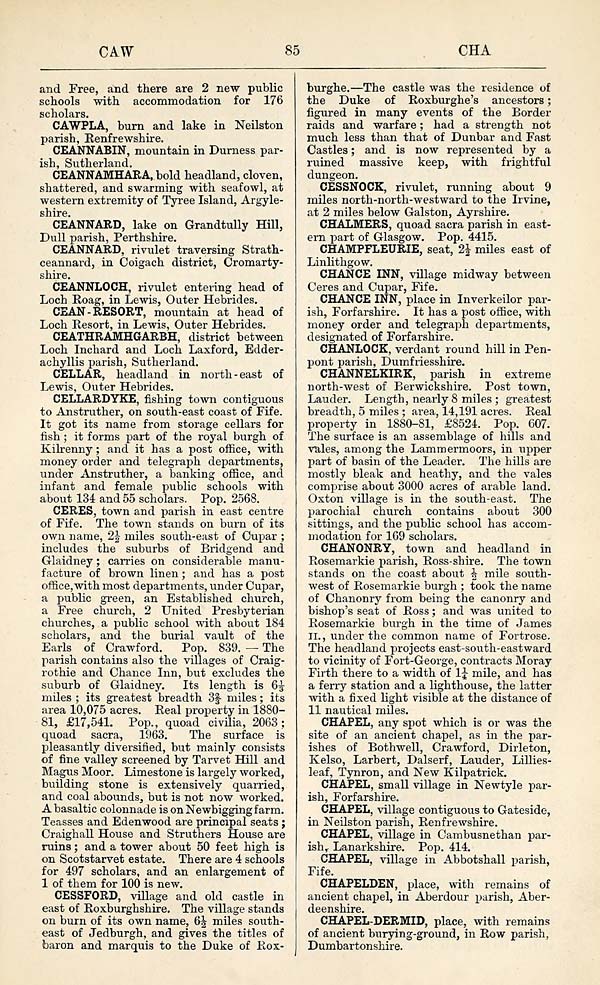 CAW 85 CHA
and Free, and there are 2 new public
schools with accommodation for 176
scholars.
CAWPLA, burn and lake in Neilston
parish, Renfrewshire.
CEANNABIN, mountain in Durness par-
ish, Sutherland.
CEANNAMHARA, bold headland, cloven,
shattered, and swarming with seafowl, at
western extremity of Tyree Island, Argyle-
shire.
CEANNARD, lake on Grandtully Hill,
Dull parish, Perthshire.
CEANNARD, rivulet traversing Strath-
ceannard, in Coigach district, Cromarty-
shire.
CEANNLOCH, rivulet entering head of
Loch Roag, in Lewis, Outer Hebrides.
CEAN-RESORT, mountain at head of
Loch Resort, in Lewis, Outer Hebrides.
CEATHRAMHGARBH, district between
Loch Inchard and Loch Laxford, Edder-
achyllis parish, Sutherland.
CELLAR, headland in north-east of
Lewis, Outer Hebrides.
CELLARDYKE, fishing town contiguous
to Anstruther, on south-east coast of Fife.
It got its name from storage cellars for
fish; it forms part of the royal burgh of
Kilrenny; and it has a post office, with
money order and telegraph departments,
under Anstruther, a banking office, and
infant and female public schools with
about 134 and 55 scholars. Pop. 2568.
CERES, town and parish in east centre
of Fife. The town stands on burn of its
own name, 2½ miles south-east of Cupar;
includes the suburbs of Bridgend and
Glaidney; carries on considerable manu-
facture of brown linen; and has a post
office, with most departments, under Cupar,
a public green, an Established church,
a Free church, 2 United Presbyterian
churches, a public school with about 184
scholars, and the burial vault of the
Earls of Crawford. Pop. 839. — The
parish contains also the villages of Craig-
rothie and Chance Inn, but excludes the
suburb of Glaidney. Its length is 6½
miles; its greatest breadth 3¾ miles; its
area 10,075 acres. Real property in 1880-
81, £17,541. Pop., quoad civilia, 2063;
quoad sacra, 1963. The surface is
pleasantly diversified, but mainly consists
of fine valley screened by Tarvet Hill and
Magus Moor. Limestone is largely worked,
building stone is extensively quarried,
and coal abounds, but is not now worked.
A basaltic colonnade is on Newbigging farm.
Teasses and Edenwood are principal seats;
Craighall House and Struthers House are
ruins; and a tower about 50 feet high is
on Scotstarvet estate. There are 4 schools
for 497 scholars, and an enlargement of
1 of them for 100 is new.
CESSFORD, village and old castle in
east of Roxburghshire. The village stands
on burn of its own name, 6½ miles south-
east of Jedburgh, and gives the titles of
baron and marquis to the Duke of Rox-
burghe.—The castle was the residence of
the Duke of Roxburghe's ancestors;
figured in many events of the Border
raids and warfare; had a strength not
much less than that of Dunbar and Fast
Castles; and is now represented by a
ruined massive keep, with frightful
dungeon.
CESSNOCK, rivulet, running about 9
miles north-north-westward to the Irvine,
at 2 miles below Galston, Ayrshire.
CHALMERS, quoad sacra parish in east-
ern part of Glasgow. Pop. 4415.
CHAMPFLEURIE, seat, 2½ miles east of
Linlithgow.
CHANCE INN, village midway between
Ceres and Cupar, Fife.
CHANCE INN, place in Inverkeilor par-
ish, Forfarshire. It has a post office, with
money order and telegraph departments,
designated of Forfarshire.
CHANLOCK, verdant round hill in Pen-
pont parish, Dumfriesshire.
CHANNELKIRK, parish in extreme
north-west of Berwickshire. Post town,
Lauder. Length, nearly 8 miles; greatest
breadth, 5 miles; area, 14,191 acres. Real
property in 1880-81, £8524. Pop. 607.
The surface is an assemblage of hills and
vales, among the Lammermoors, in upper
part of basin of the Leader. The hills are
mostly bleak and heathy, and the vales
comprise about 3000 acres of arable land.
Oxton village is in the south-east. The
parochial church contains about 300
sittings, and the public school has accom-
modation for 169 scholars.
CHANONRY, town and headland in
Rosemarkie parish, Ross-shire. The town
stands on the coast about ½ mile south-
west of Rosemarkie burgh; took the name
of Chanonry from being the canonry and
bishop's seat of Ross; and was united to
Rosemarkie burgh in the time of James
II., under the common name of Fortrose.
The headland projects east-south-eastward
to vicinity of Fort-George, contracts Moray
Firth there to a width of 1¼ mile, and has
a ferry station and a lighthouse, the latter
with a fixed light visible at the distance of
11 nautical miles.
CHAPEL, any spot which is or was the
site of an ancient chapel, as in the par-
ishes of Bothwell, Crawford, Dirleton,
Kelso, Larbert, Dalserf, Lauder, Lillies-
leaf, Tynron, and New Kilpatrick.
CHAPEL, small village in Newtyle par-
ish, Forfarshire.
CHAPEL, village contiguous to Gateside,
in Neilston parish, Renfrewshire.
CHAPEL, village in Cambusnethan par-
ish, Lanarkshire. Pop. 414.
CHAPEL, village in Abbotshall parish,
Fife.
CHAPELDEN, place, with remains of
ancient chapel, in Aberdour parish, Aber-
deenshire.
CHAPEL-DERMID, place, with remains
of ancient burying-ground, in Row parish,
Dumbartonshire.